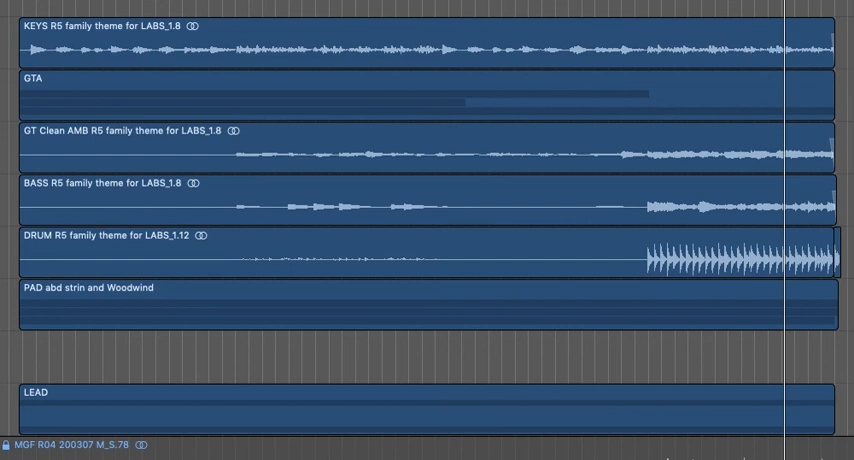 KEYS R5 family theme for LABS_1.8
GTA
GT Clean AMB R5 family theme for LABS_1.8
BASS R5 family theme for LABS_1.8
DRUM R5 family theme for LABS_1.12
PAD abd strin and Woodwind
LEAD
MGF R04 200307 M_S.78